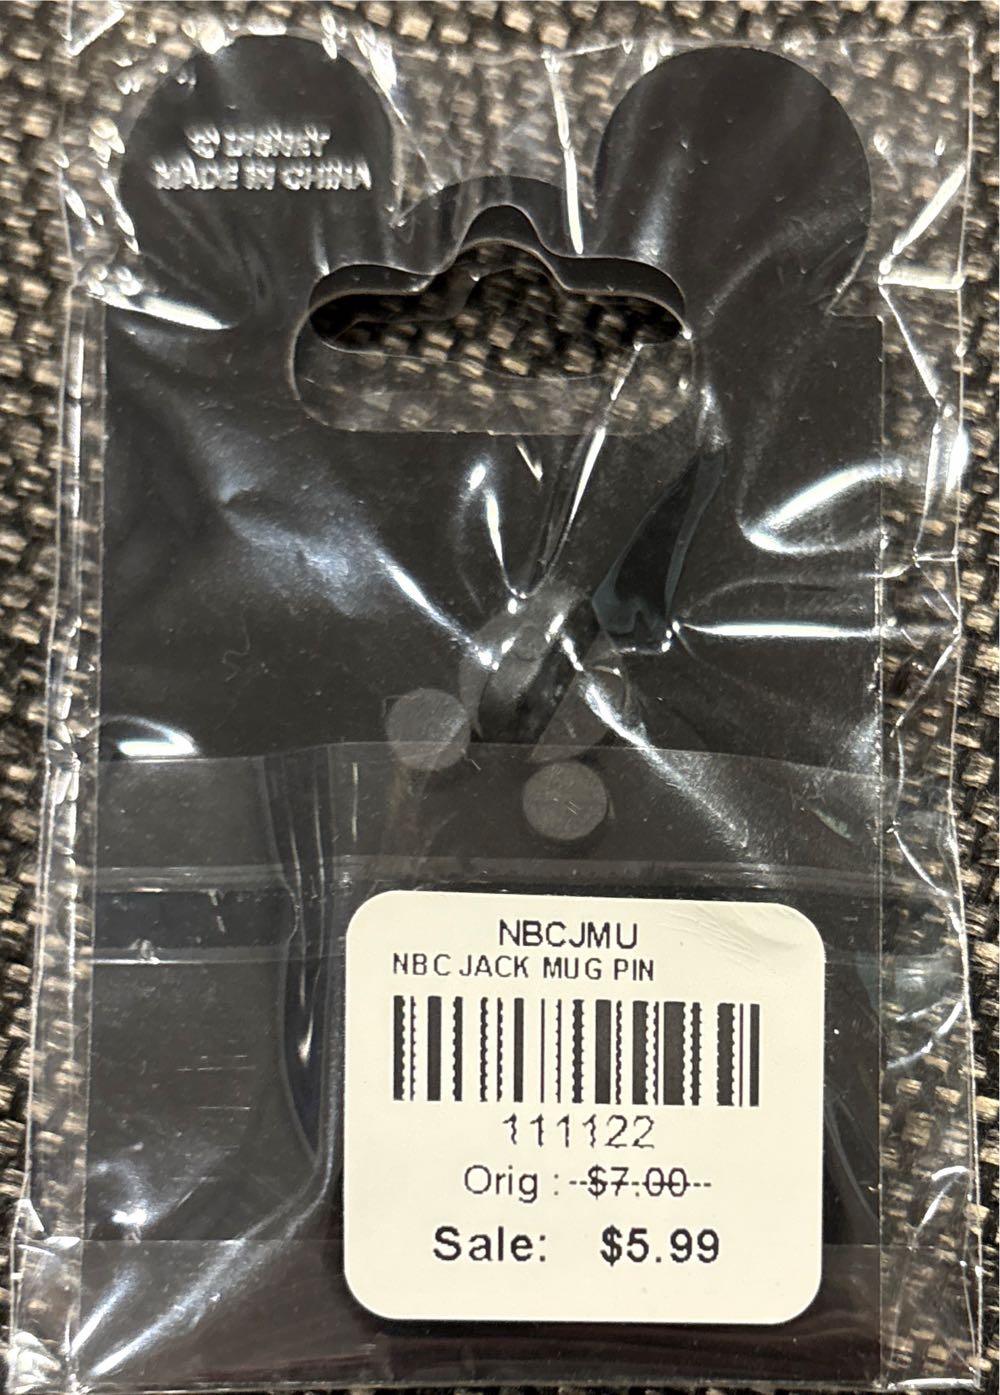 © DISNEY
MADE IN CHINA
NBCJMU
NBC JACK MUG PIN
111122
Orig : --$7.00--
Sale: $5.99